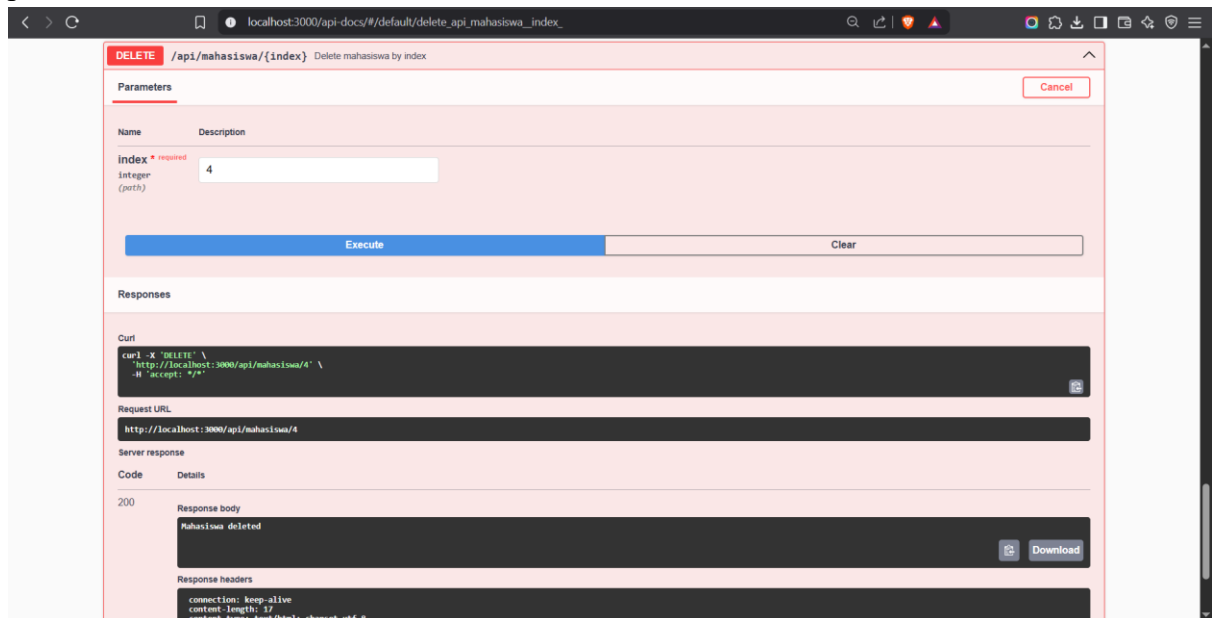 localhost:3000/api-docs/#/default/delete_api_mahasiswa__index_
DELETE /api/mahasiswa/{index} Delete mahasiswa by index
Parameters Cancel
Name Description
index * required
integer
(path)
4
Execute Clear
Responses
Curl
curl -X 'DELETE' \
'http://localhost:3000/api/mahasiswa/4' \
-H 'accept: */*'
Request URL
http://localhost:3000/api/mahasiswa/4
Server response
Code Details
200
Response body
Mahasiswa deleted
Download
Response headers
connection: keep-alive
content-length: 17